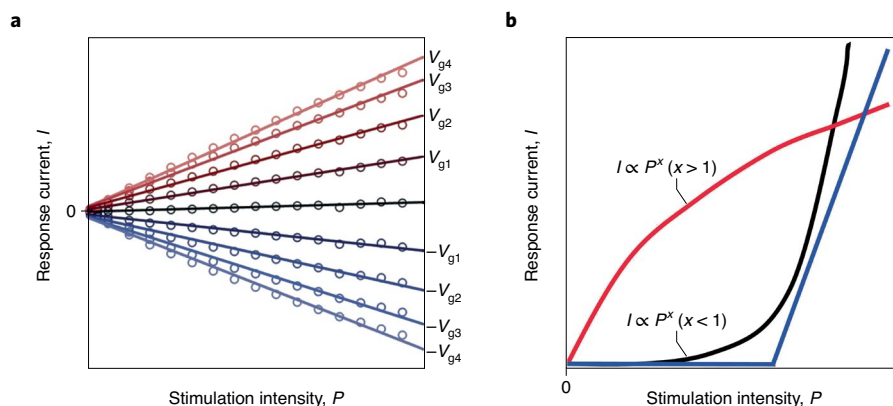 a
b
V_g4
V_g3
V_g2
V_g1
0
−V_g1
−V_g2
−V_g3
−V_g4
Response current, I
Stimulation intensity, P
I ∝ P^x (x > 1)
I ∝ P^x (x < 1)
0
Response current, I
Stimulation intensity, P